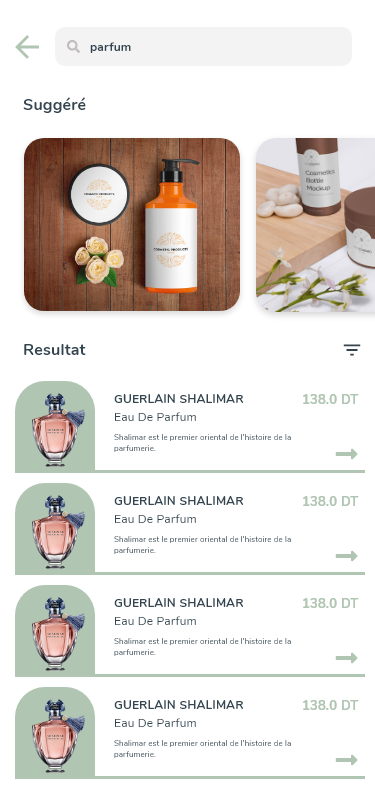 parfum
Suggéré
COSMETIC PRODUCTS
COSMETIC PRODUCTS
Cosmetics
Bottle
Mockup
Resultat
GUERLAIN SHALIMAR 138.0 DT
Eau De Parfum
Shalimar est le premier oriental de l'histoire de la
parfumerie.
GUERLAIN SHALIMAR 138.0 DT
Eau De Parfum
Shalimar est le premier oriental de l'histoire de la
parfumerie.
GUERLAIN SHALIMAR 138.0 DT
Eau De Parfum
Shalimar est le premier oriental de l'histoire de la
parfumerie.
GUERLAIN SHALIMAR 138.0 DT
Eau De Parfum
Shalimar est le premier oriental de l'histoire de la
parfumerie.